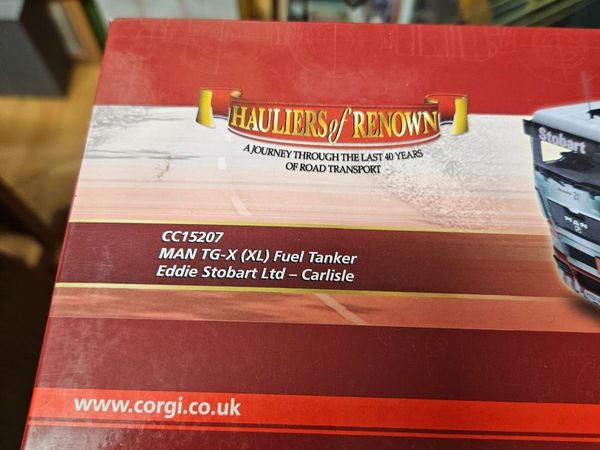 HAULIERS of RENOWN
A JOURNEY THROUGH THE LAST 40 YEARS
OF ROAD TRANSPORT
Stobart
MAN
CC15207
MAN TG-X (XL) Fuel Tanker
Eddie Stobart Ltd – Carlisle
www.corgi.co.uk